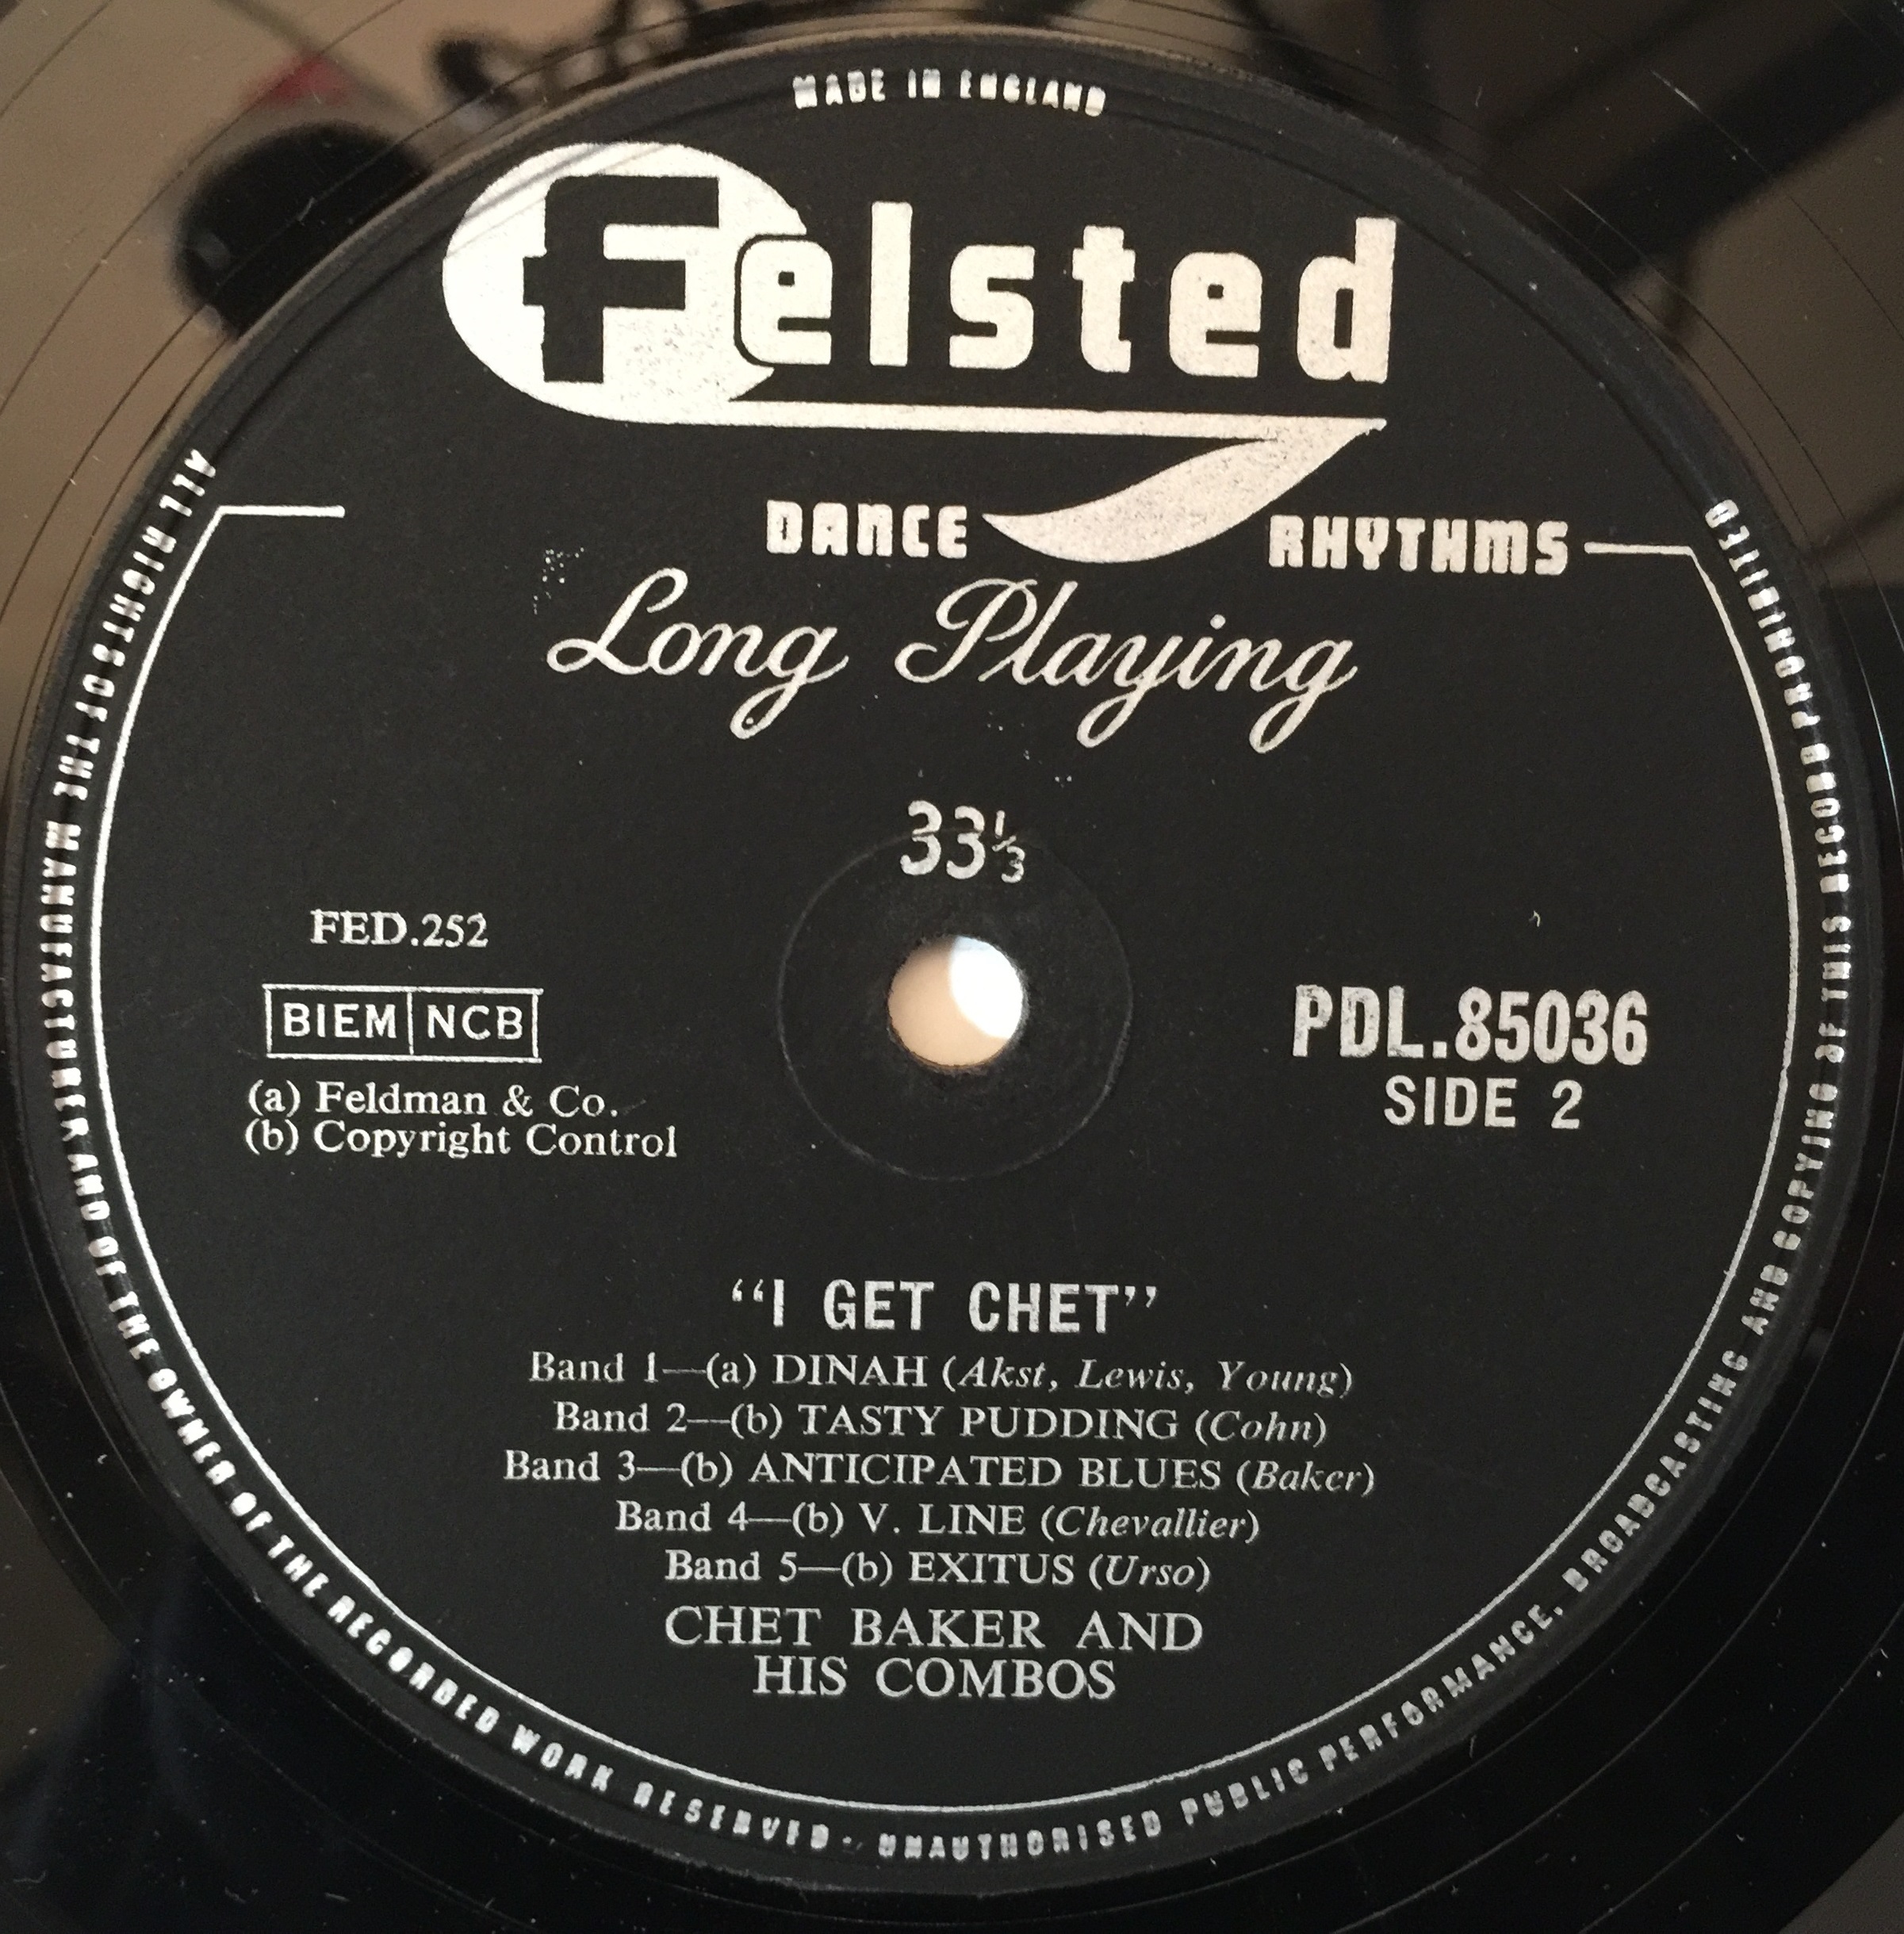 MADE IN ENGLAND
Felsted
DANCE RHYTHMS
Long Playing
33⅓
FED.252
BIEM NCB
(a) Feldman & Co.
(b) Copyright Control
PDL.85036
SIDE 2
“I GET CHET”
Band 1—(a) DINAH (Akst, Lewis, Young)
Band 2—(b) TASTY PUDDING (Cohn)
Band 3—(b) ANTICIPATED BLUES (Baker)
Band 4—(b) V. LINE (Chevallier)
Band 5—(b) EXITUS (Urso)
CHET BAKER AND
HIS COMBOS
ALL RIGHTS OF THE MANUFACTURER AND OF THE OWNER OF THE RECORDED WORK RESERVED · UNAUTHORISED PUBLIC PERFORMANCE, BROADCASTING AND COPYING OF THIS RECORD PROHIBITED